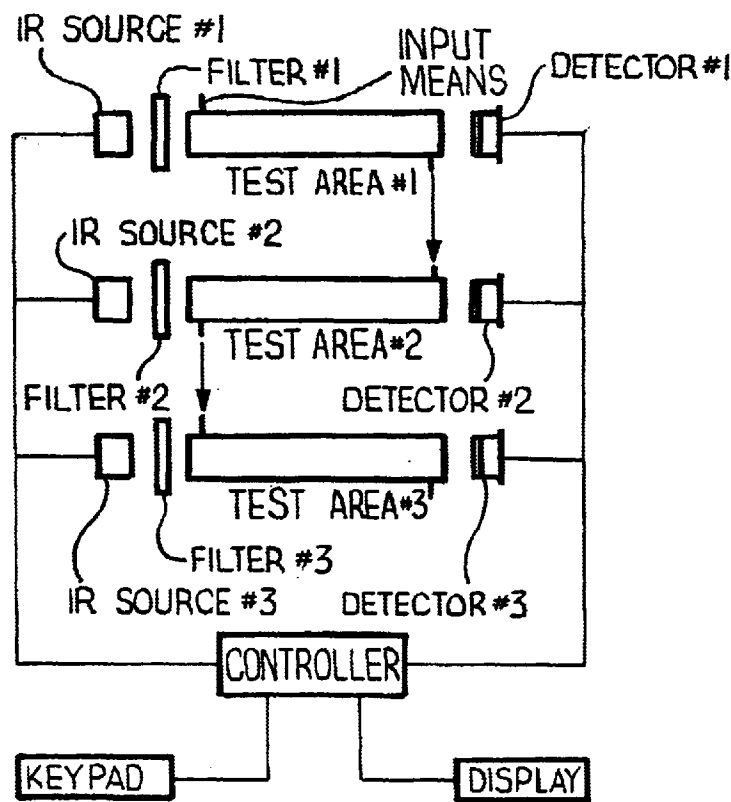 IR SOURCE #1
FILTER #1
INPUT
MEANS
DETECTOR #1
TEST AREA #1
IR SOURCE #2
TEST AREA #2
FILTER #2
DETECTOR #2
TEST AREA #3
FILTER #3
IR SOURCE #3
DETECTOR #3
CONTROLLER
KEYPAD
DISPLAY